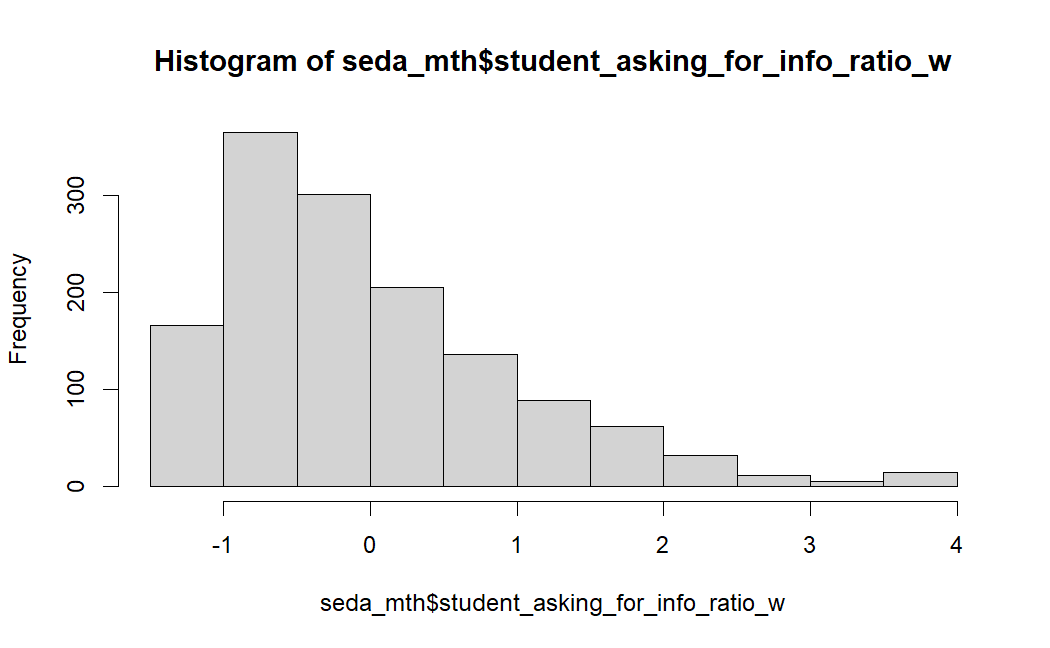 Histogram of seda_mth$student_asking_for_info_ratio_w
Frequency
300
200
100
0
-1 0 1 2 3 4
seda_mth$student_asking_for_info_ratio_w